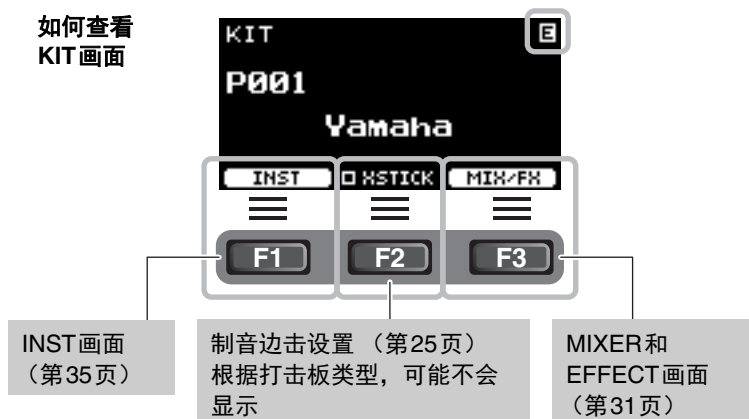 如何查看
KIT画面
KIT
E
P001
Yamaha
INST
XSTICK
MIX/FX
F1
F2
F3
INST画面
（第35页）
制音边击设置 （第25页）
根据打击板类型，可能不会
显示
MIXER和
EFFECT画面
（第31页）